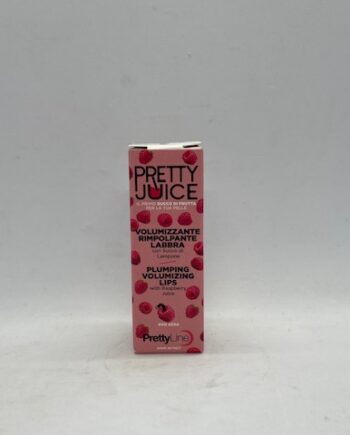 PRETTY
JUICE
IL PRIMO SUCCO DI FRUTTA
PER LA TUA PELLE
VOLUMIZZANTE
RIMPOLPANTE
LABBRA
con Succo di
Lampone
PLUMPING
VOLUMIZING
LIPS
with Raspberry
Juice
PrettyLine